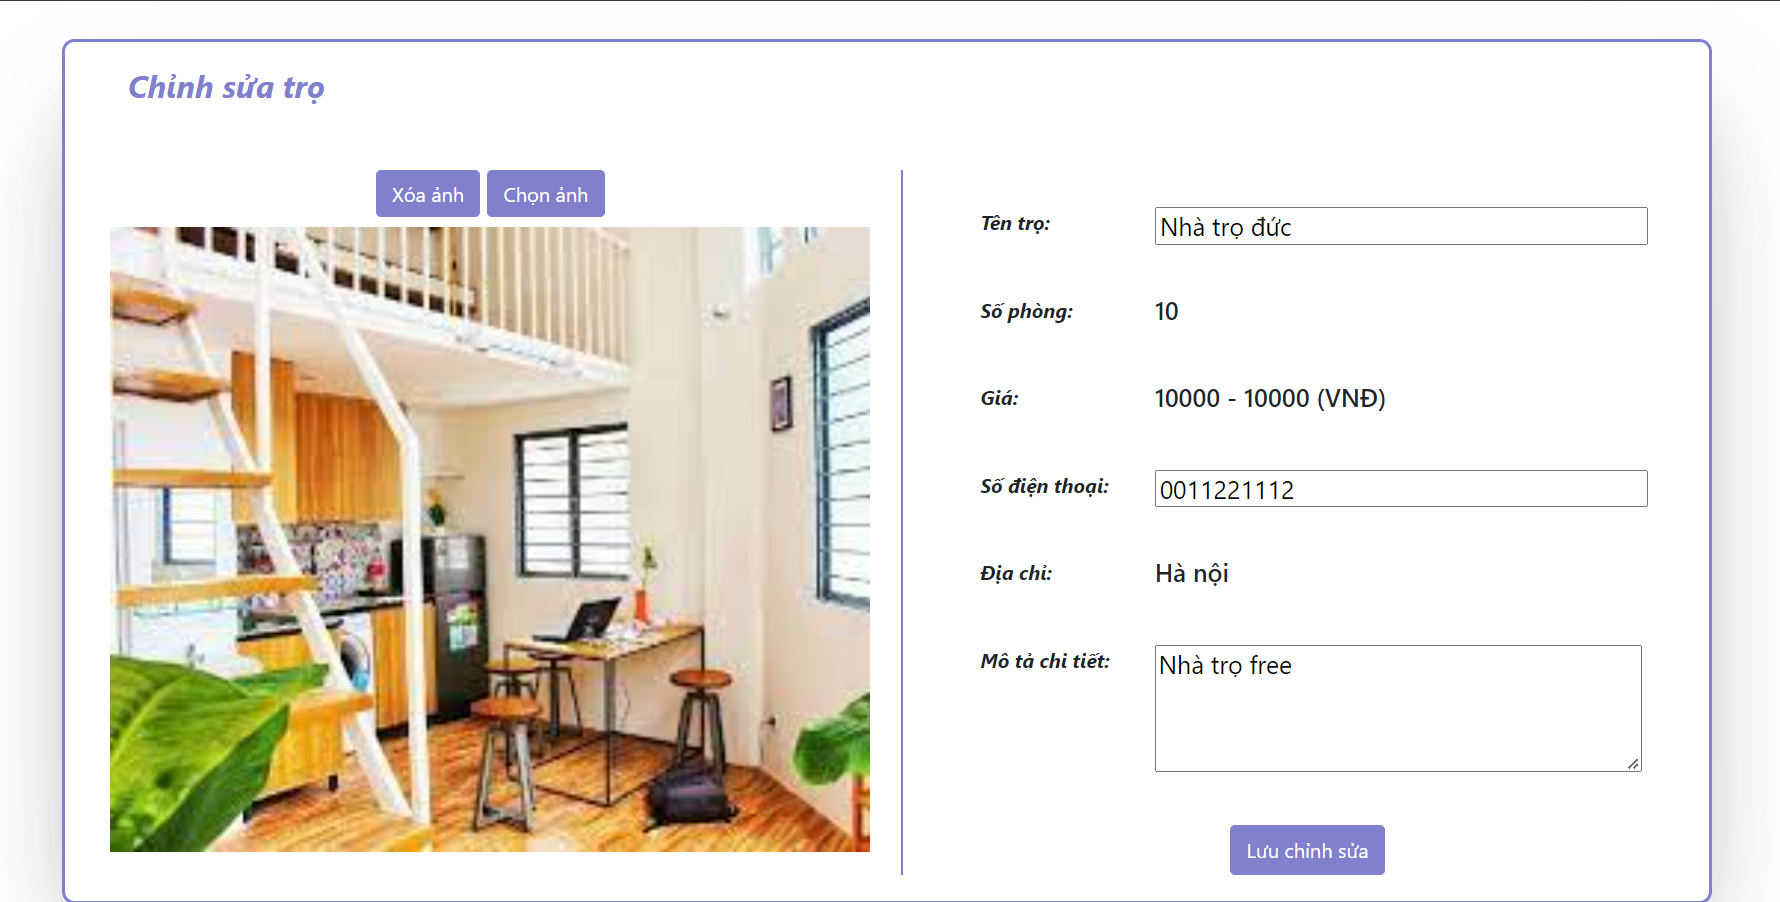 Chỉnh sửa trọ
Xóa ảnh
Chọn ảnh
Tên trọ:
Nhà trọ đức
Số phòng:
10
Giá:
10000 - 10000 (VNĐ)
Số điện thoại:
0011221112
Địa chỉ:
Hà nội
Mô tả chi tiết:
Nhà trọ free
Lưu chỉnh sửa